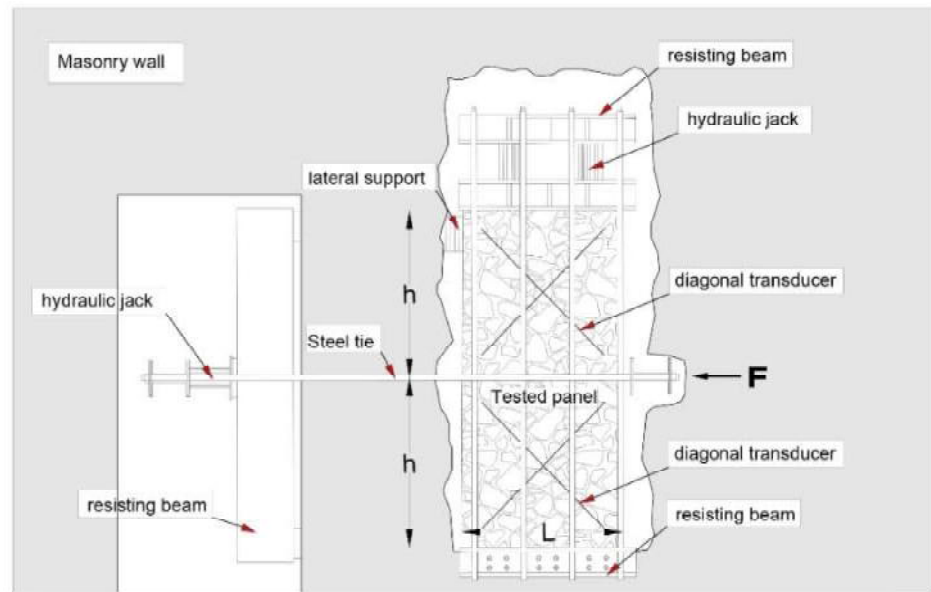 Masonry wall
resisting beam
hydraulic jack
lateral support
h
diagonal transducer
hydraulic jack
Steel tie
F
Tested panel
h
diagonal transducer
resisting beam
L
resisting beam